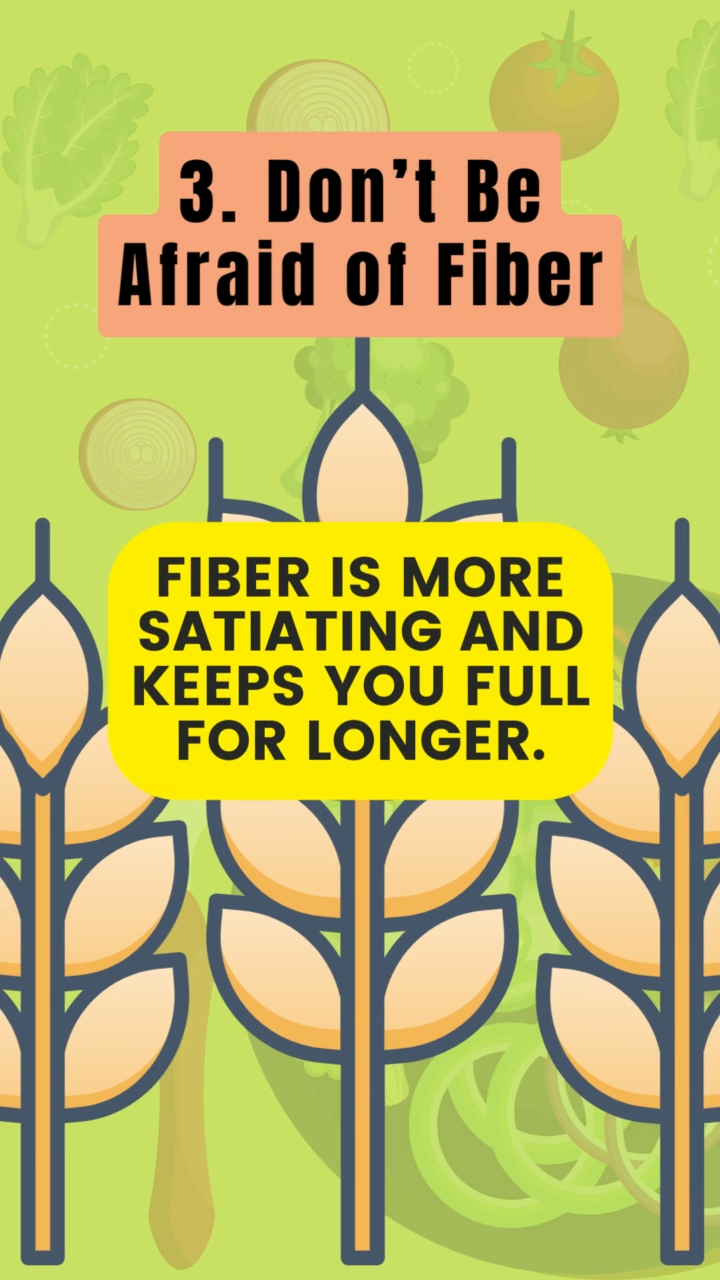 3. Don’t Be
Afraid of Fiber
FIBER IS MORE
SATIATING AND
KEEPS YOU FULL
FOR LONGER.